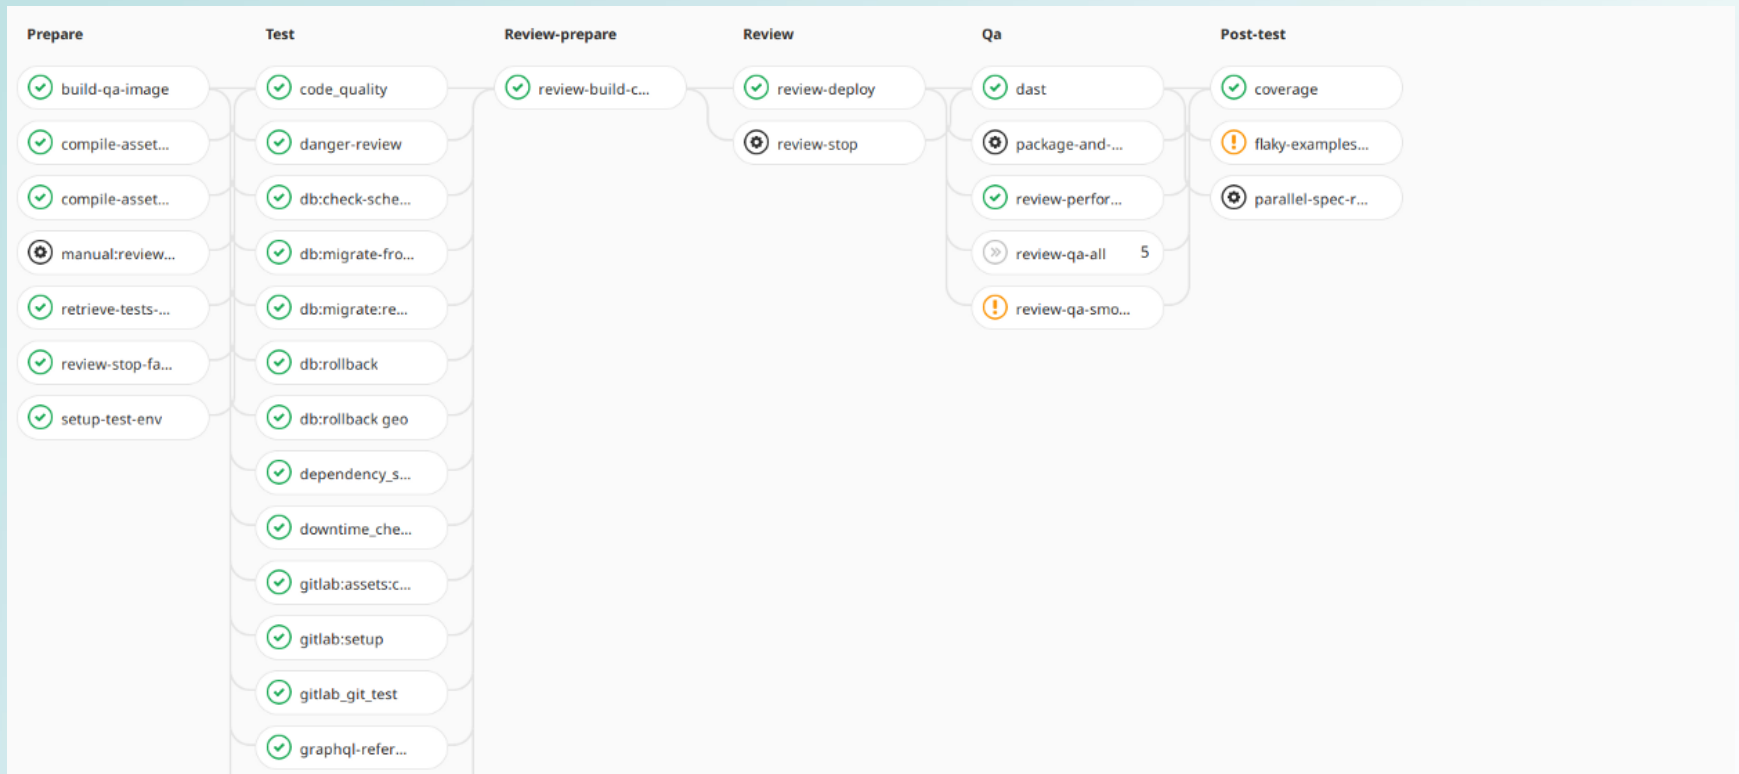 Prepare
build-qa-image
compile-asset...
compile-asset...
manual:review...
retrieve-tests-...
review-stop-fa...
setup-test-env
Test
code_quality
danger-review
db:check-sche...
db:migrate-fro...
db:migrate:re...
db:rollback
db:rollback geo
dependency_s...
downtime_che...
gitlab:assets:c...
gitlab:setup
gitlab_git_test
graphql-refer...
Review-prepare
review-build-c...
Review
review-deploy
review-stop
Qa
dast
package-and-...
review-perfor...
review-qa-all 5
review-qa-smo...
Post-test
coverage
flaky-examples...
parallel-spec-r...